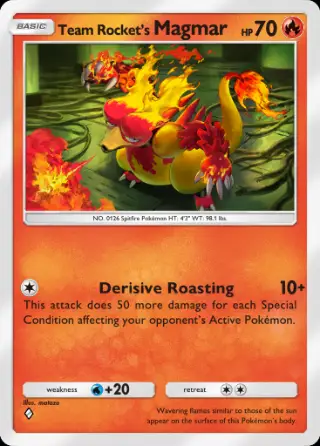 BASIC Team Rocket's Magmar HP 70
NO. 0126 Spitfire Pokémon HT: 4'3" WT: 98.1 lbs.
Derisive Roasting 10+
This attack does 50 more damage for each Special
Condition affecting your opponent's Active Pokémon.
weakness +20 retreat
Illus. matazo
Wavering flames similar to those of the sun
appear on the surface of this Pokémon's body.